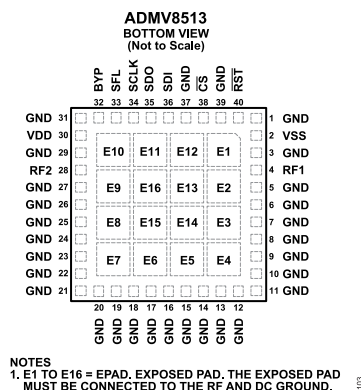 ADMV8513
BOTTOM VIEW
(Not to Scale)
BYP SFL SCLK SDO SDI GND CS GND RST
32 33 34 35 36 37 38 39 40
GND 31 1 GND
VDD 30 2 VSS
GND 29 E10 E11 E12 E1 3 GND
RF2 28 4 RF1
GND 27 E9 E16 E13 E2 5 GND
GND 26 6 GND
GND 25 E8 E15 E14 E3 7 GND
GND 24 8 GND
GND 23 E7 E6 E5 E4 9 GND
GND 22 10 GND
GND 21 11 GND
20 19 18 17 16 15 14 13 12
GND GND GND GND GND GND GND GND GND
NOTES
1. E1 TO E16 = EPAD. EXPOSED PAD. THE EXPOSED PAD
MUST BE CONNECTED TO THE RF AND DC GROUND.